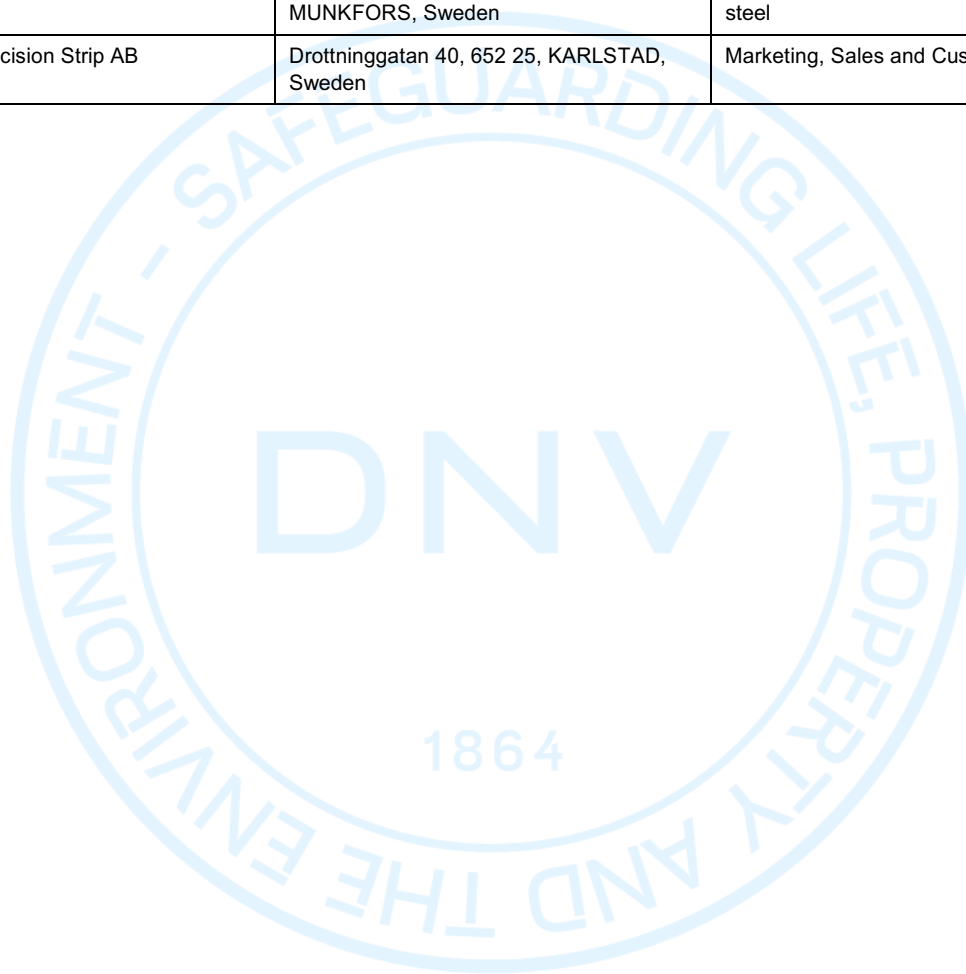 MUNKFORS, Sweden
steel
cision Strip AB
Drottninggatan 40, 652 25, KARLSTAD,
Sweden
Marketing, Sales and Cus
SAFEGUARDING LIFE, PROPERTY AND THE ENVIRONMENT -
DNV
1864